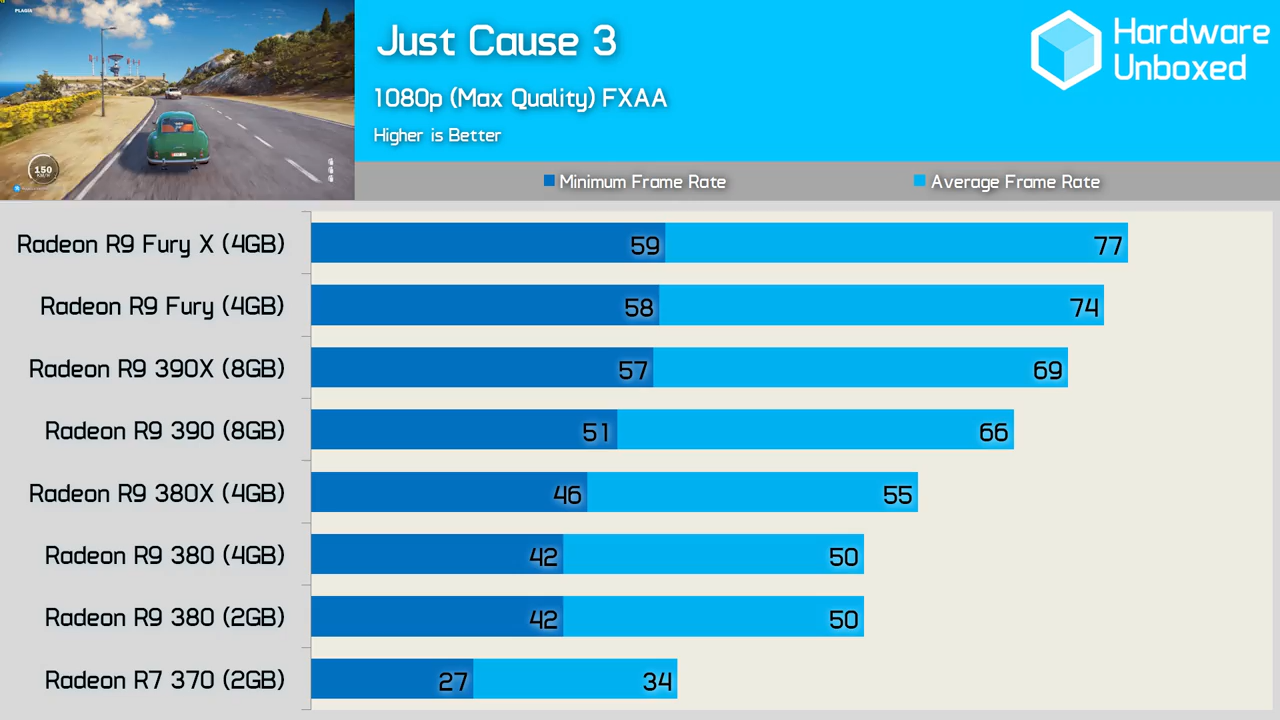 Just Cause 3
1080p (Max Quality) FXAA
Higher is Better
Hardware
Unboxed
150
Minimum Frame Rate
Average Frame Rate
Radeon R9 Fury X (4GB) 59 77
Radeon R9 Fury (4GB) 58 74
Radeon R9 390X (8GB) 57 69
Radeon R9 390 (8GB) 51 66
Radeon R9 380X (4GB) 46 55
Radeon R9 380 (4GB) 42 50
Radeon R9 380 (2GB) 42 50
Radeon R7 370 (2GB) 27 34